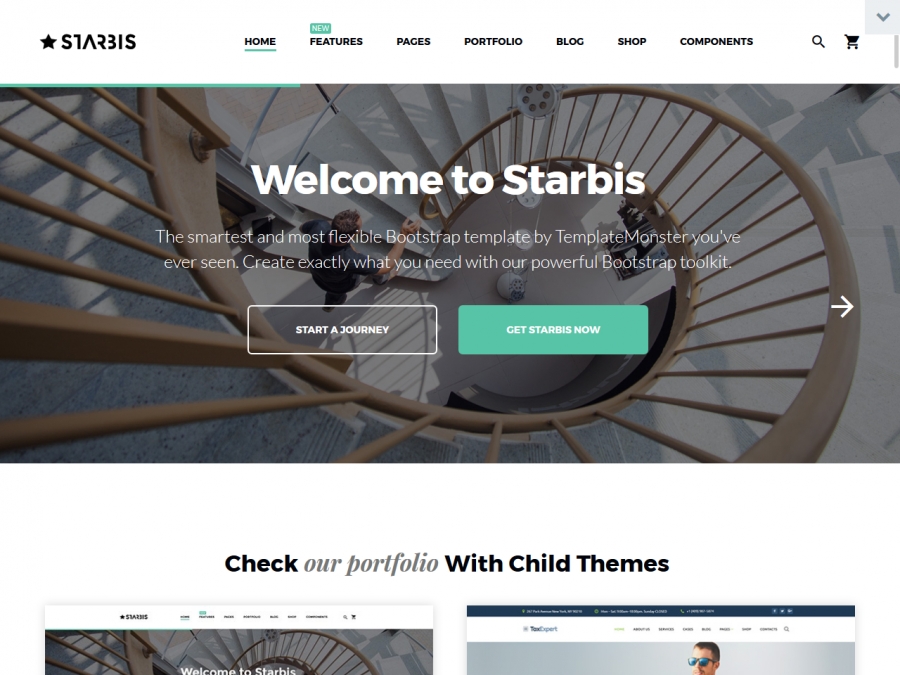 STARBIS
NEW
HOME FEATURES PAGES PORTFOLIO BLOG SHOP COMPONENTS
Welcome to Starbis
The smartest and most flexible Bootstrap template by TemplateMonster you've
ever seen. Create exactly what you need with our powerful Bootstrap toolkit.
START A JOURNEY GET STARBIS NOW
Check our portfolio With Child Themes
STARBIS
HOME FEATURES PAGES PORTFOLIO BLOG SHOP COMPONENTS
Welcome to Starbis
TaxExpert
HOME ABOUT US SERVICES CASES BLOG PAGES SHOP CONTACTS